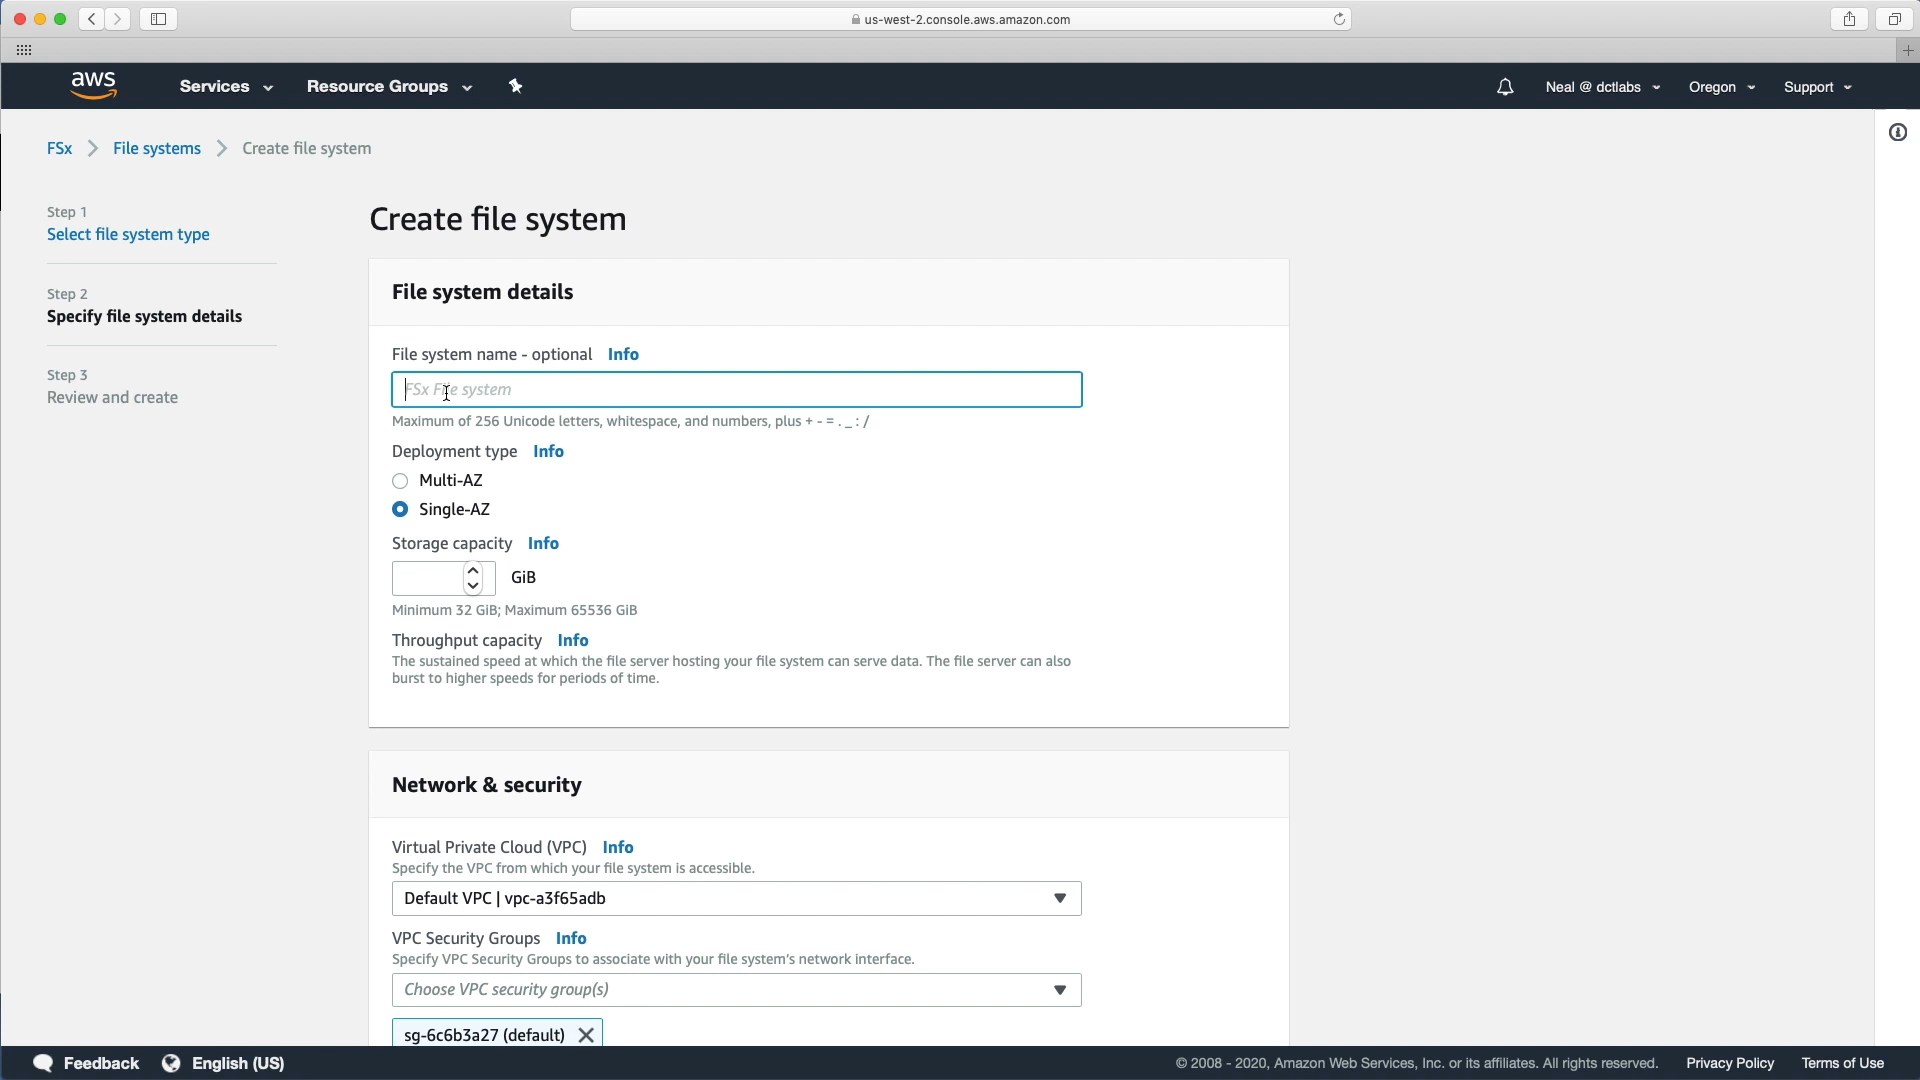 us-west-2.console.aws.amazon.com
aws
Services
Resource Groups
Neal @ dctlabs
Oregon
Support
FSx
File systems
Create file system
Step 1
Select file system type
Step 2
Specify file system details
Step 3
Review and create
Create file system
File system details
File system name - optional Info
FSx File system
Maximum of 256 Unicode letters, whitespace, and numbers, plus + - = . _ : /
Deployment type Info
Multi-AZ
Single-AZ
Storage capacity Info
GiB
Minimum 32 GiB; Maximum 65536 GiB
Throughput capacity Info
The sustained speed at which the file server hosting your file system can serve data. The file server can also
burst to higher speeds for periods of time.
Network & security
Virtual Private Cloud (VPC) Info
Specify the VPC from which your file system is accessible.
Default VPC | vpc-a3f65adb
VPC Security Groups Info
Specify VPC Security Groups to associate with your file system's network interface.
Choose VPC security group(s)
sg-6c6b3a27 (default)
Feedback
English (US)
© 2008 - 2020, Amazon Web Services, Inc. or its affiliates. All rights reserved.
Privacy Policy
Terms of Use